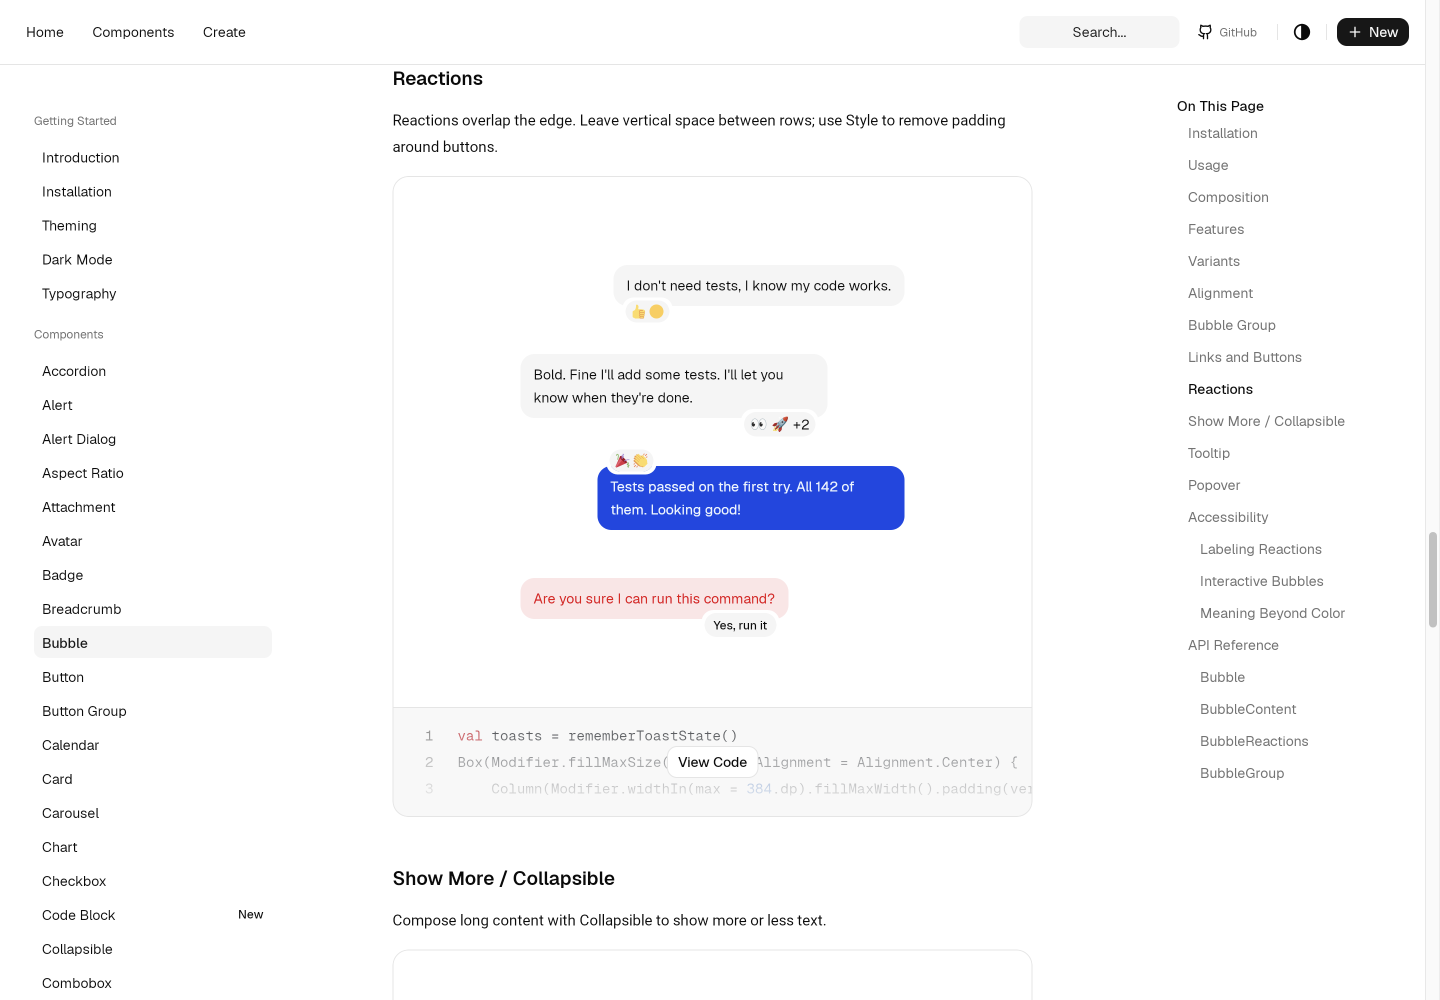 Home
Components
Create
Search...
GitHub
New
Getting Started
Introduction
Installation
Theming
Dark Mode
Typography
Components
Accordion
Alert
Alert Dialog
Aspect Ratio
Attachment
Avatar
Badge
Breadcrumb
Bubble
Button
Button Group
Calendar
Card
Carousel
Chart
Checkbox
Code Block
New
Collapsible
Combobox
Reactions
Reactions overlap the edge. Leave vertical space between rows; use Style to remove padding
around buttons.
I don't need tests, I know my code works.
👍
Bold. Fine I'll add some tests. I'll let you
know when they're done.
👀 🚀 +2
🎉 👏
Tests passed on the first try. All 142 of
them. Looking good!
Are you sure I can run this command?
Yes, run it
1 val toasts = rememberToastState()
2 Box(Modifier.fillMaxSize( Alignment = Alignment.Center) {
View Code
3 Column(Modifier.widthIn(max = 384.dp).fillMaxWidth().padding(ver
Show More / Collapsible
Compose long content with Collapsible to show more or less text.
On This Page
Installation
Usage
Composition
Features
Variants
Alignment
Bubble Group
Links and Buttons
Reactions
Show More / Collapsible
Tooltip
Popover
Accessibility
Labeling Reactions
Interactive Bubbles
Meaning Beyond Color
API Reference
Bubble
BubbleContent
BubbleReactions
BubbleGroup